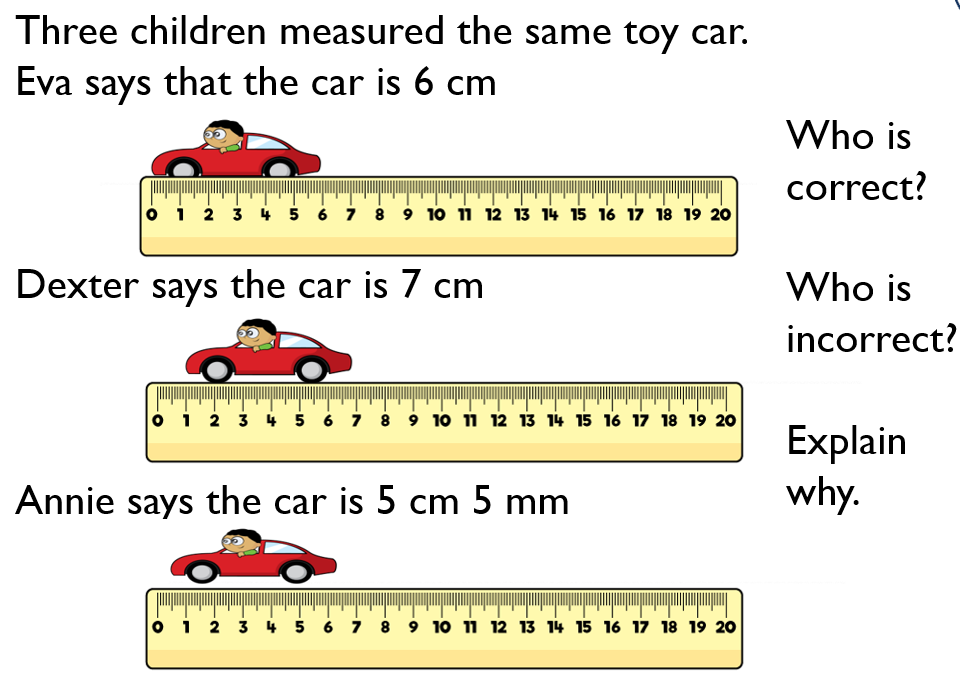 Three children measured the same toy car.
Eva says that the car is 6 cm
Who is
correct?
0 1 2 3 4 5 6 7 8 9 10 11 12 13 14 15 16 17 18 19 20
Dexter says the car is 7 cm
Who is
incorrect?
0 1 2 3 4 5 6 7 8 9 10 11 12 13 14 15 16 17 18 19 20
Explain
why.
Annie says the car is 5 cm 5 mm
0 1 2 3 4 5 6 7 8 9 10 11 12 13 14 15 16 17 18 19 20